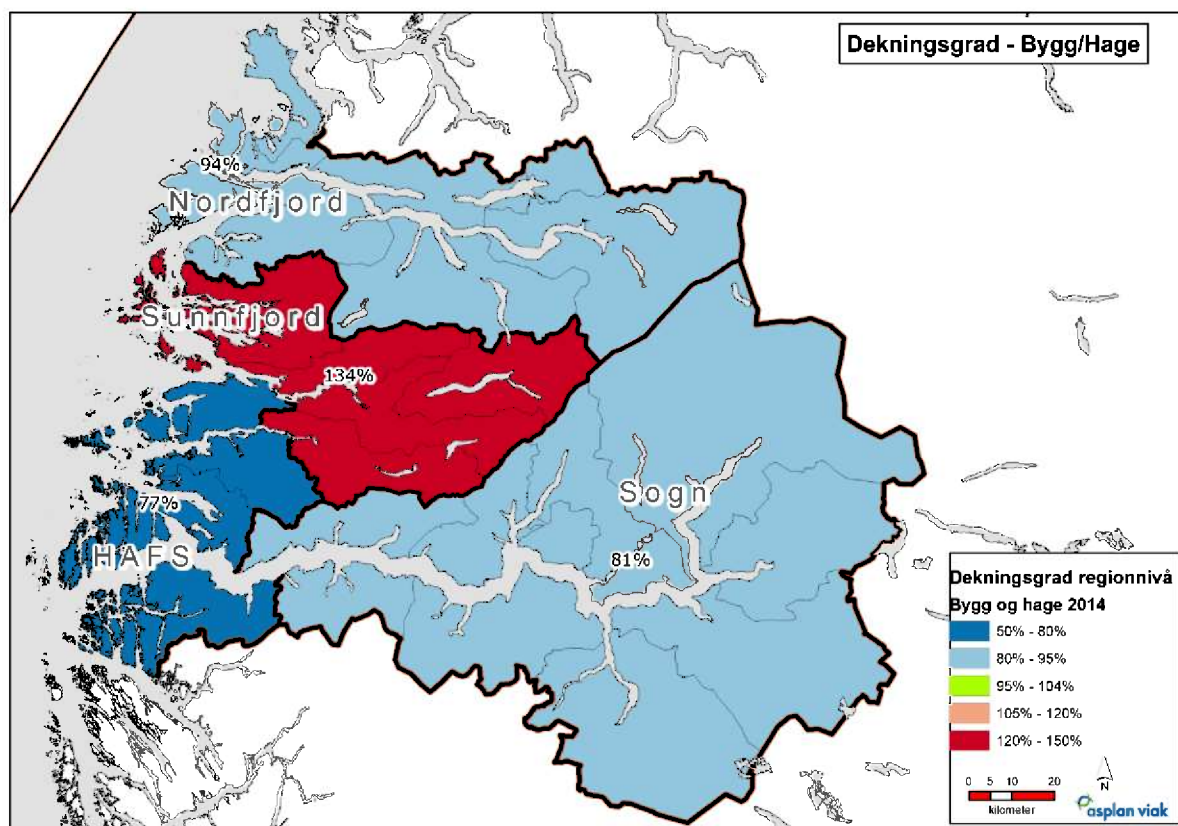 Dekningsgrad - Bygg/Hage
94%
Nordfjord
Sunnfjord
134%
77%
HAFS
Sogn
81%
Dekningsgrad regionnivå
Bygg og hage 2014
50% - 80%
80% - 95%
95% - 104%
105% - 120%
120% - 150%
0 5 10 20
kilometer
N
asplan viak